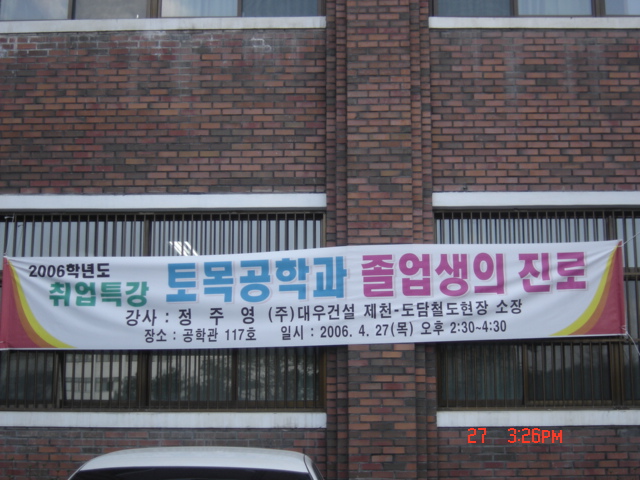 2006학년도
취업특강 토목공학과 졸업생의 진로
강사 : 정 주 영 (주)대우건설 제천-도담철도현장 소장
장소 : 공학관 117호 일시 : 2006. 4. 27(목) 오후 2:30~4:30
27 3:26PM